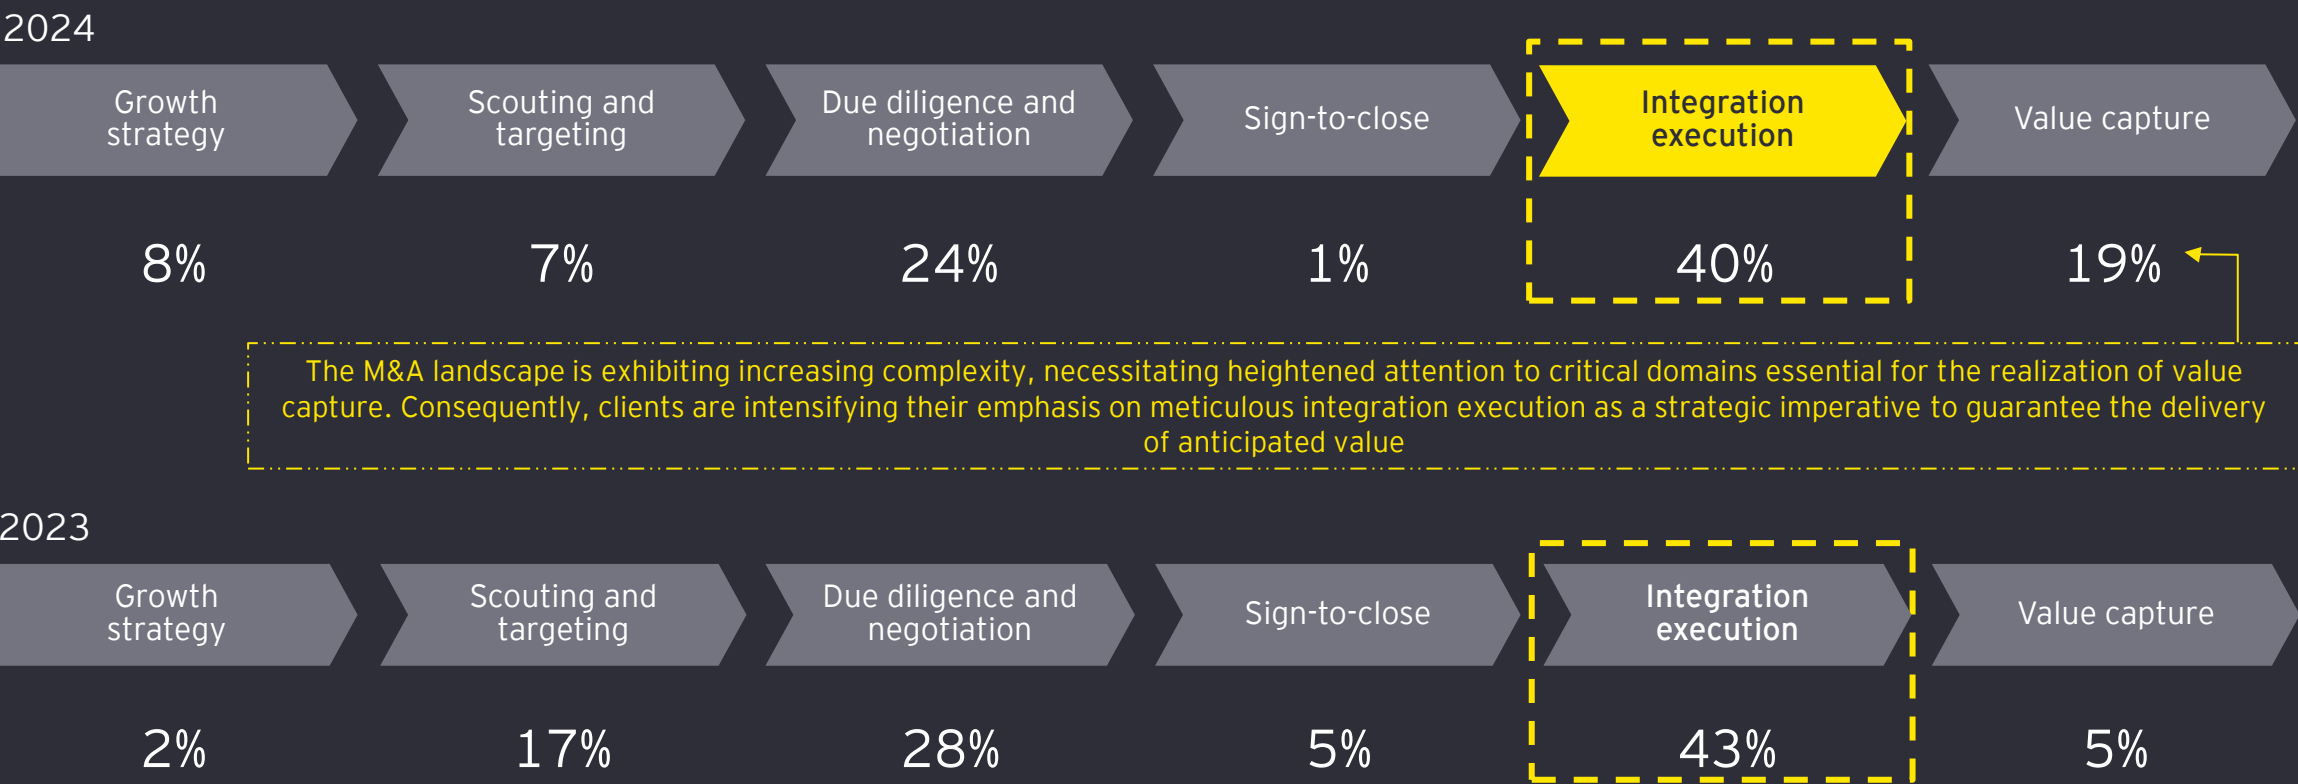 2024
Growth
strategy
Scouting and
targeting
Due diligence and
negotiation
Sign-to-close
Integration
execution
Value capture
8%
7%
24%
1%
40%
19%
The M&A landscape is exhibiting increasing complexity, necessitating heightened attention to critical domains essential for the realization of value
capture. Consequently, clients are intensifying their emphasis on meticulous integration execution as a strategic imperative to guarantee the delivery
of anticipated value
2023
Growth
strategy
Scouting and
targeting
Due diligence and
negotiation
Sign-to-close
Integration
execution
Value capture
2%
17%
28%
5%
43%
5%